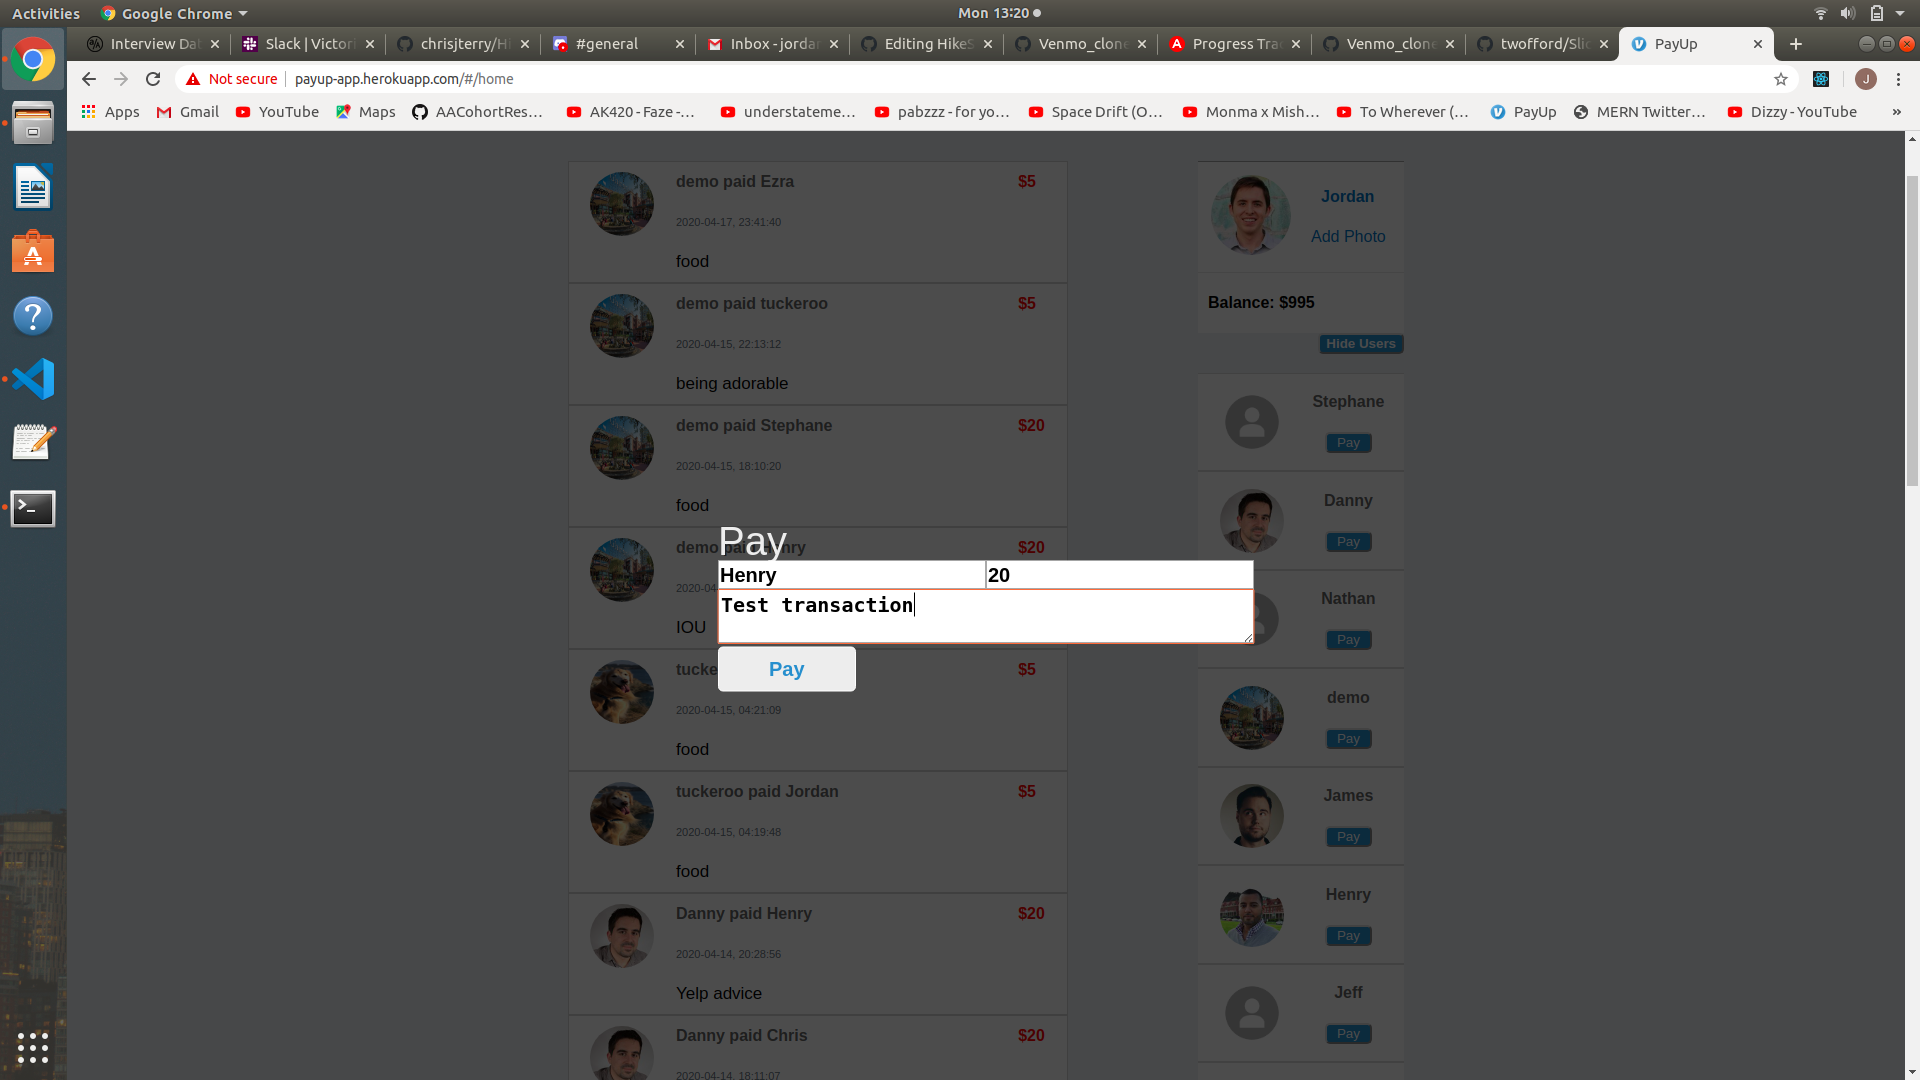 Activities
Google Chrome
Mon 13:20
Interview Dat
Slack | Victori
chrisjterry/Hi
#general
Inbox - jordan
Editing HikeS
Venmo_clone
Progress Trac
Venmo_clone
twofford/Slic
PayUp
Not secure
payup-app.herokuapp.com/#/home
J
Apps
Gmail
YouTube
Maps
AACohortRes...
AK420 - Faze -...
understateme...
pabzzz - for yo...
Space Drift (O...
Monma x Mish...
To Wherever (...
PayUp
MERN Twitter...
Dizzy - YouTube
»
demo paid Ezra
$5
2020-04-17, 23:41:40
food
demo paid tuckeroo
$5
2020-04-15, 22:13:12
being adorable
demo paid Stephane
$20
2020-04-15, 18:10:20
food
demo paid Henry
$20
2020-04
IOU
Pay
Henry
20
Test transaction
Pay
tucke
$5
2020-04-15, 04:21:09
food
tuckeroo paid Jordan
$5
2020-04-15, 04:19:48
food
Danny paid Henry
$20
2020-04-14, 20:28:56
Yelp advice
Danny paid Chris
$20
2020-04-14, 18:11:07
Jordan
Add Photo
Balance: $995
Hide Users
Stephane
Pay
Danny
Pay
Nathan
Pay
demo
Pay
James
Pay
Henry
Pay
Jeff
Pay